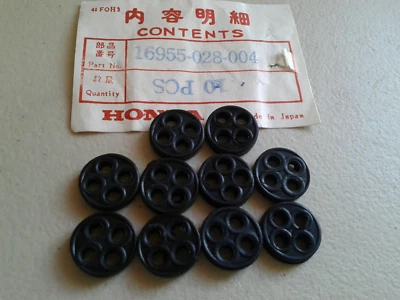 FOH3
内容明細
CONTENTS
部品番号
Part No. 16955-028-004
数量
Quantity 10 PCS
HONDA Made in Japan